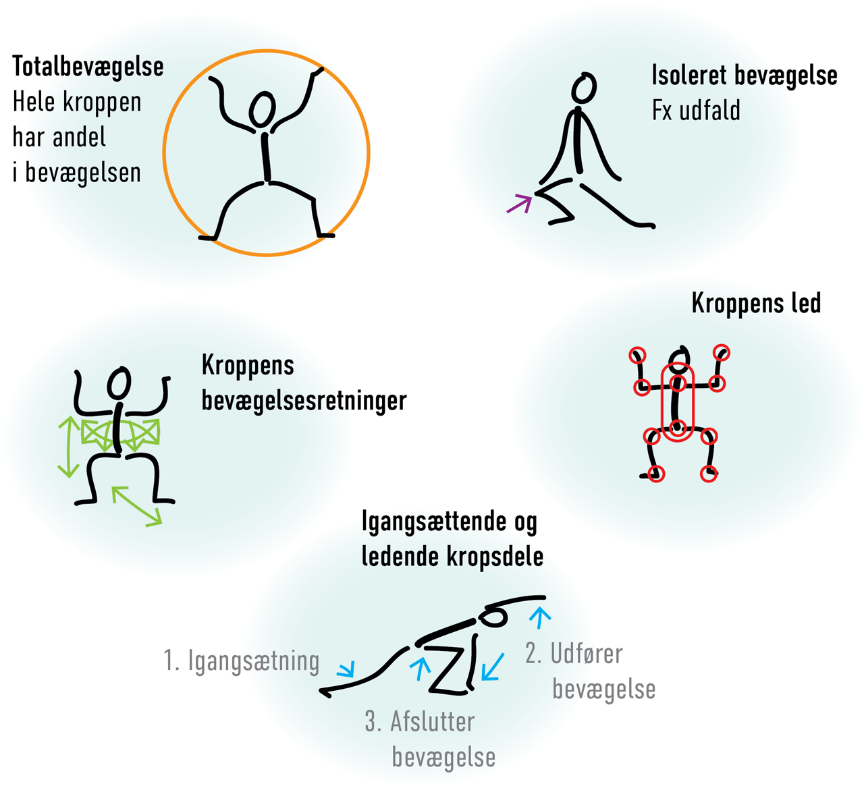 Totalbevægelse
Hele kroppen
har andel
i bevægelsen
Isoleret bevægelse
Fx udfald
Kroppens
bevægelsesretninger
Kroppens led
Igangsættende og
ledende kropsdele
1. Igangsætning
2. Udfører
bevægelse
3. Afslutter
bevægelse